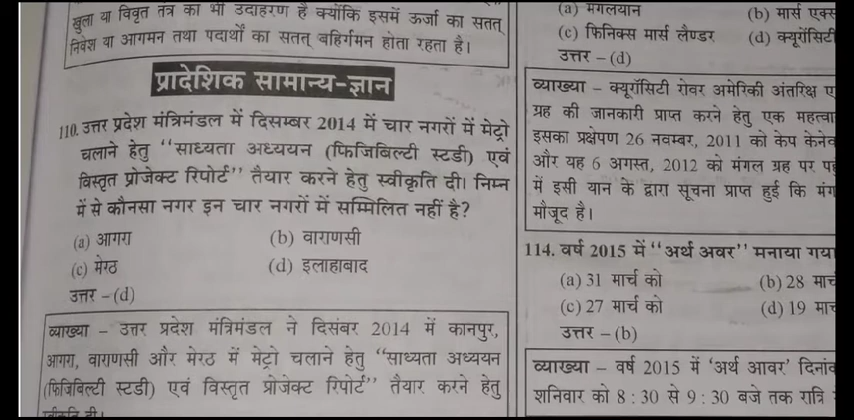 खुला या विवृत तंत्र का भी उदाहरण है क्योंकि इसमें ऊर्जा का सतत्
निवेश या आगमन तथा पदार्थों का सतत् बहिर्गमन होता रहता है।
प्रादेशिक सामान्य-ज्ञान
110. उत्तर प्रदेश मंत्रिमंडल में दिसम्बर 2014 में चार नगरों में मेट्रो
चलाने हेतु ‘‘साध्यता अध्ययन (फिजिबिल्टी स्टडी) एवं
विस्तृत प्रोजेक्ट रिपोर्ट’’ तैयार करने हेतु स्वीकृति दी। निम्न
में से कौनसा नगर इन चार नगरों में सम्मिलित नहीं है?
(a) आगरा (b) वाराणसी
(c) मेरठ (d) इलाहाबाद
उत्तर – (d)
व्याख्या – उत्तर प्रदेश मंत्रिमंडल ने दिसंबर 2014 में कानपुर,
आगरा, वाराणसी और मेरठ में मेट्रो चलाने हेतु ‘‘साध्यता अध्ययन
(फिजिबिल्टी स्टडी) एवं विस्तृत प्रोजेक्ट रिपोर्ट’’ तैयार करने हेतु
(a) मंगलयान (b) मार्स एक्स
(c) फिनिक्स मार्स लैण्डर (d) क्यूरॉसिटी
उत्तर – (d)
व्याख्या – क्यूरॉसिटी रोवर अमेरिकी अंतरिक्ष ए
ग्रह की जानकारी प्राप्त करने हेतु एक महत्वा
इसका प्रक्षेपण 26 नवम्बर, 2011 को केप केनेव
और यह 6 अगस्त, 2012 को मंगल ग्रह पर पहुँ
में इसी यान के द्वारा सूचना प्राप्त हुई कि मंग
मौजूद है।
114. वर्ष 2015 में ‘‘अर्थ अवर’’ मनाया गया
(a) 31 मार्च को (b) 28 मार्च
(c) 27 मार्च को (d) 19 मार्च
उत्तर – (b)
व्याख्या – वर्ष 2015 में ‘अर्थ आवर’ दिनांक
शनिवार को 8 : 30 से 9 : 30 बजे तक रात्रि